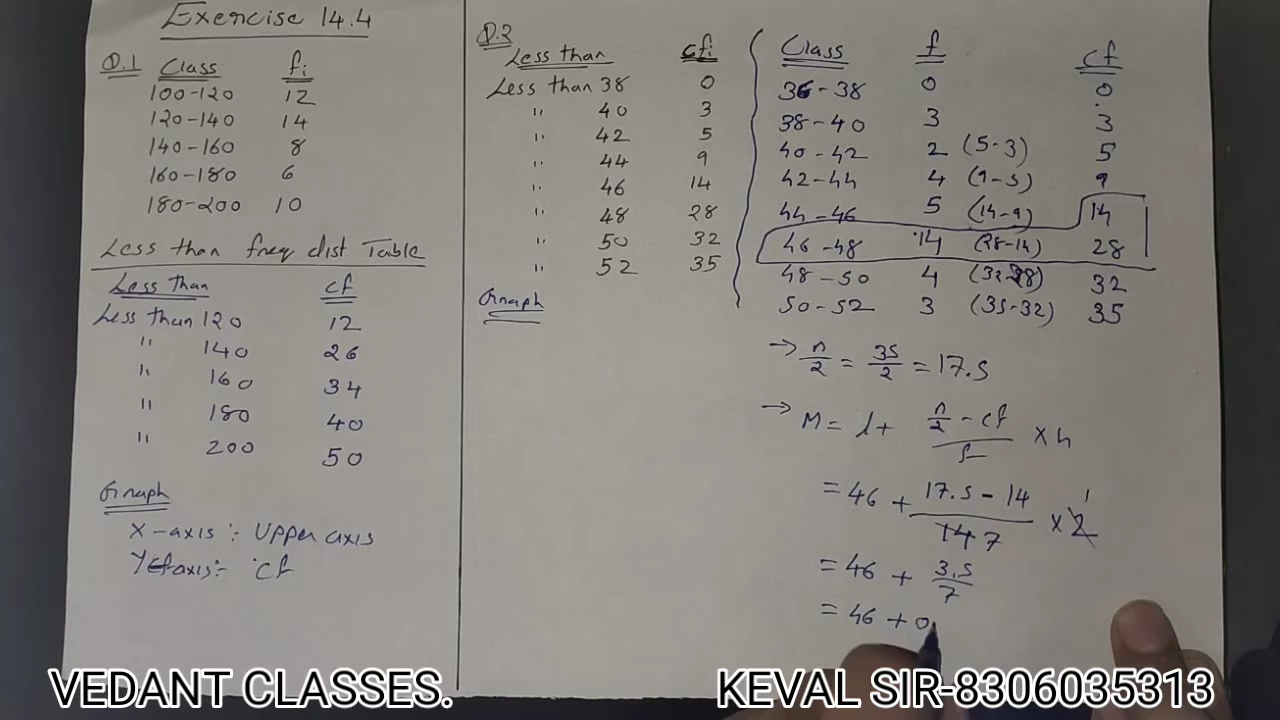 Exercise 14.4
Q.1 Class fi
100-120 12
120-140 14
140-160 8
160-180 6
180-200 10
Less than freq dist Table
Less than cf
Less than 120 12
" 140 26
" 160 34
" 180 40
" 200 50
Graph
X-axis :- Upper axis
Y-axis:- cf
Q.2
Less than cfi
Less than 38 0
" 40 3
" 42 5
" 44 9
" 46 14
" 48 28
" 50 32
" 52 35
Graph
Class f cf
36-38 0 0
38-40 3 3
40-42 2 (5-3) 5
42-44 4 (9-5) 9
44-46 5 (14-9) 14
46-48 14 (28-14) 28
48-50 4 (32-28) 32
50-52 3 (35-32) 35
→ n/2 = 35/2 = 17.5
→ M = l + (n/2 - cf)/f × h
= 46 + (17.5 - 14)/14 7 × 2 1
= 46 + 3.5/7
= 46 + 0
VEDANT CLASSES. KEVAL SIR-8306035313